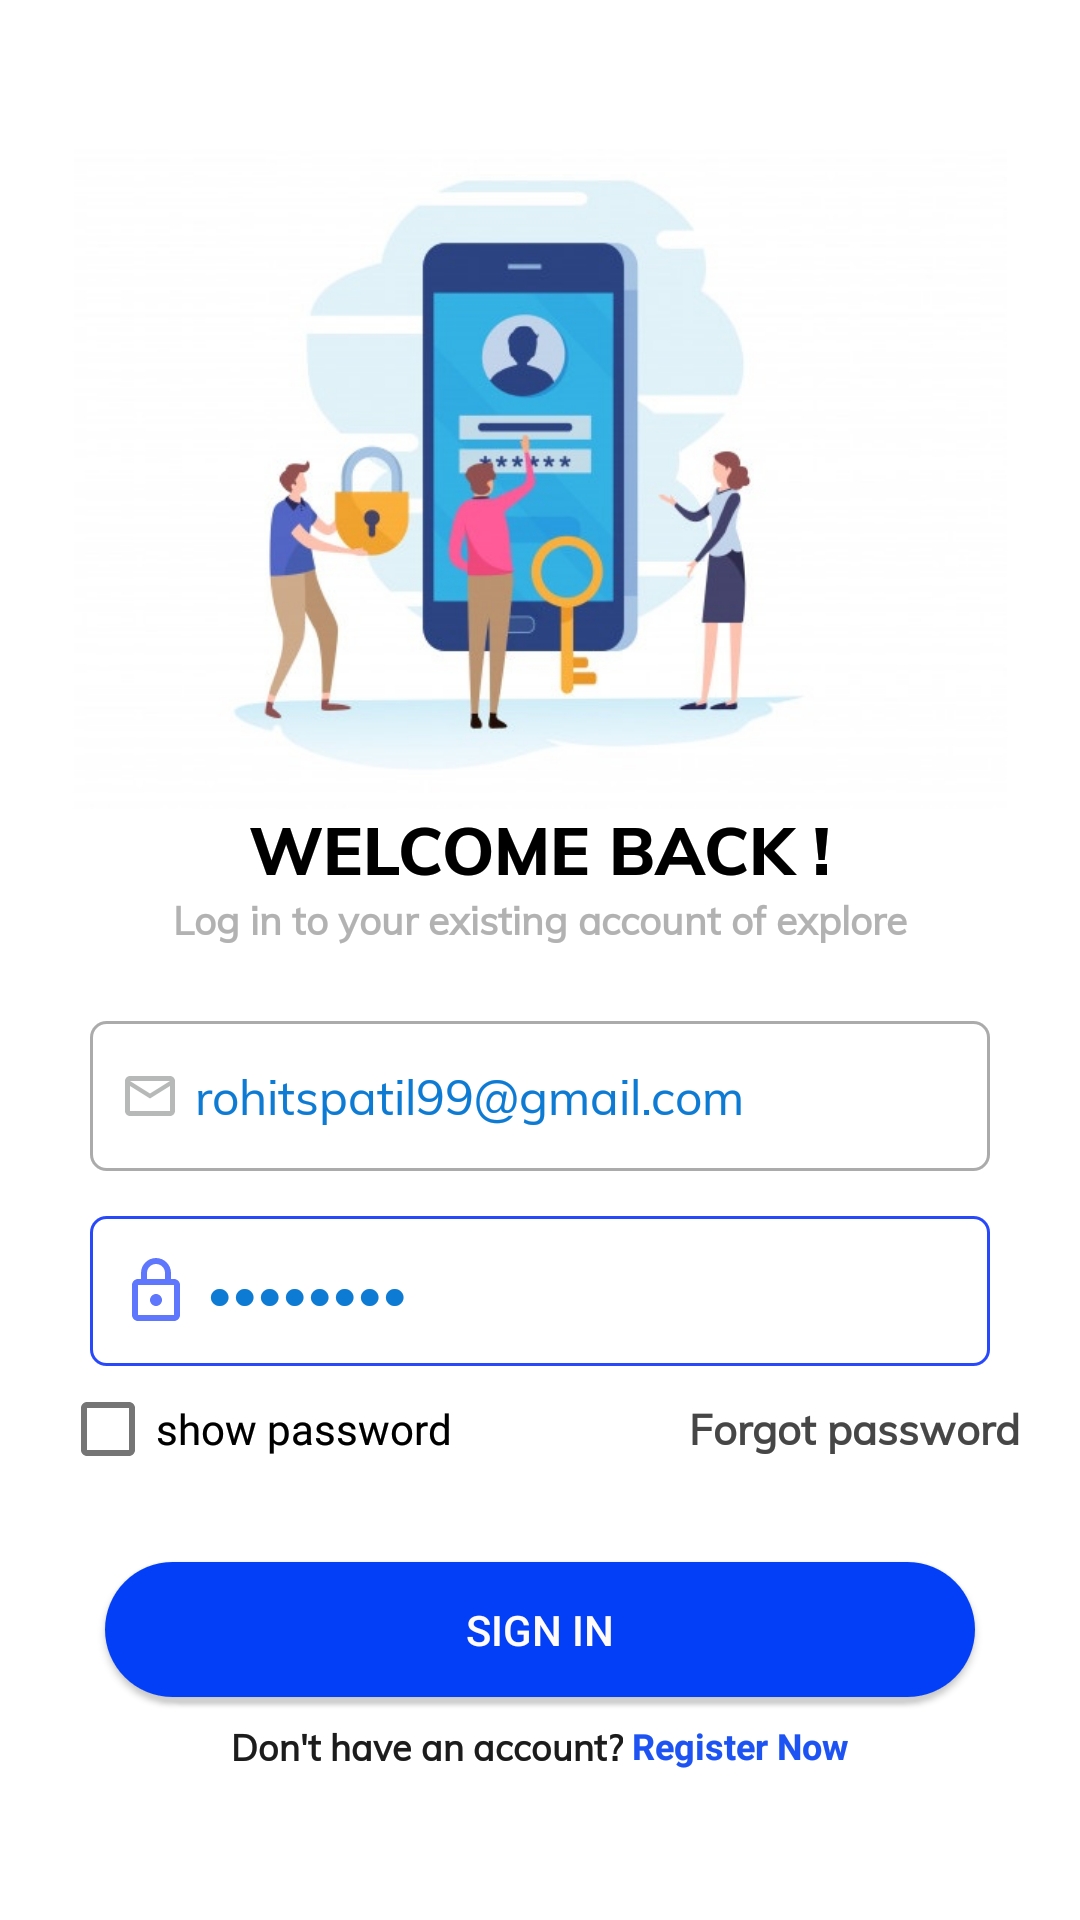 ******
WELCOME BACK !
Log in to your existing account of explore
rohitspatil99@gmail.com
••••••••
show password
Forgot password
SIGN IN
Don't have an account? Register Now